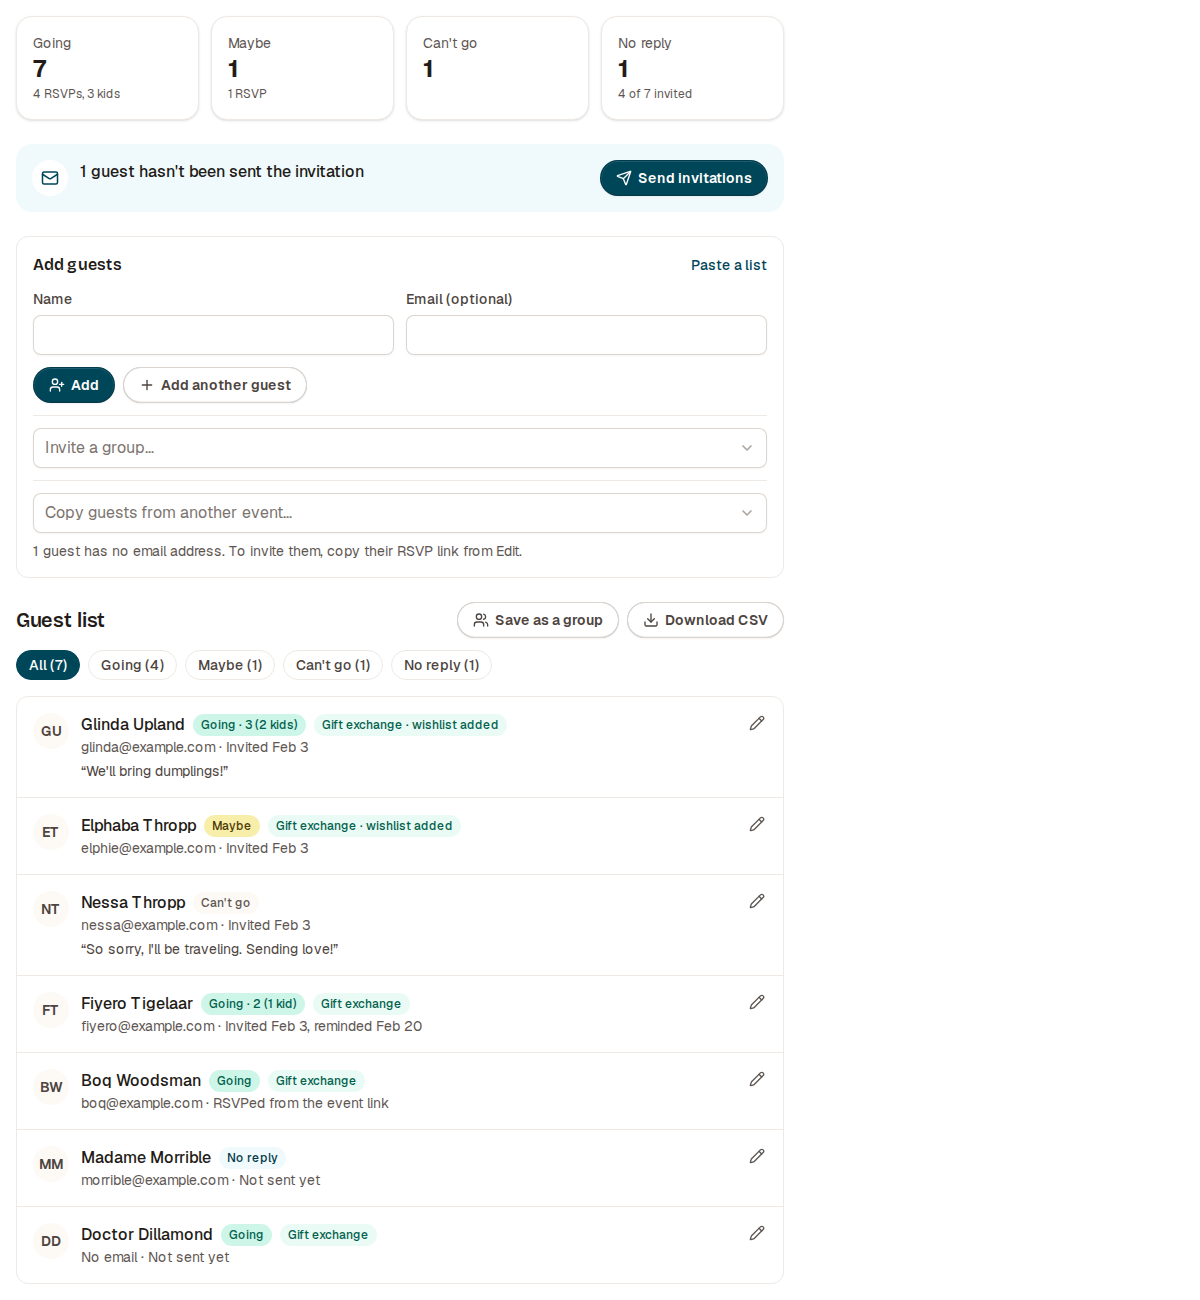 Going
7
4 RSVPs, 3 kids
Maybe
1
1 RSVP
Can't go
1
No reply
1
4 of 7 invited
1 guest hasn't been sent the invitation
Send invitations
Add guests
Paste a list
Name
Email (optional)
Add
Add another guest
Invite a group...
Copy guests from another event...
1 guest has no email address. To invite them, copy their RSVP link from Edit.
Guest list
Save as a group
Download CSV
All (7)
Going (4)
Maybe (1)
Can't go (1)
No reply (1)
GU
Glinda Upland
Going · 3 (2 kids)
Gift exchange · wishlist added
glinda@example.com · Invited Feb 3
“We'll bring dumplings!”
ET
Elphaba Thropp
Maybe
Gift exchange · wishlist added
elphie@example.com · Invited Feb 3
NT
Nessa Thropp
Can't go
nessa@example.com · Invited Feb 3
“So sorry, I'll be traveling. Sending love!”
FT
Fiyero Tigelaar
Going · 2 (1 kid)
Gift exchange
fiyero@example.com · Invited Feb 3, reminded Feb 20
BW
Boq Woodsman
Going
Gift exchange
boq@example.com · RSVPed from the event link
MM
Madame Morrible
No reply
morrible@example.com · Not sent yet
DD
Doctor Dillamond
Going
Gift exchange
No email · Not sent yet